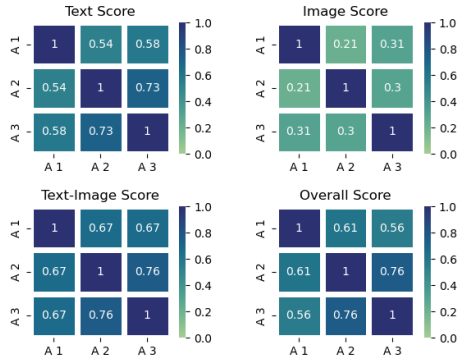 Text Score
A 1
1 0.54 0.58
A 2
0.54 1 0.73
A 3
0.58 0.73 1
A 1 A 2 A 3
1.0
0.8
0.6
0.4
0.2
0.0
Image Score
A 1
1 0.21 0.31
A 2
0.21 1 0.3
A 3
0.31 0.3 1
A 1 A 2 A 3
1.0
0.8
0.6
0.4
0.2
0.0
Text-Image Score
A 1
1 0.67 0.67
A 2
0.67 1 0.76
A 3
0.67 0.76 1
A 1 A 2 A 3
1.0
0.8
0.6
0.4
0.2
0.0
Overall Score
A 1
1 0.61 0.56
A 2
0.61 1 0.76
A 3
0.56 0.76 1
A 1 A 2 A 3
1.0
0.8
0.6
0.4
0.2
0.0